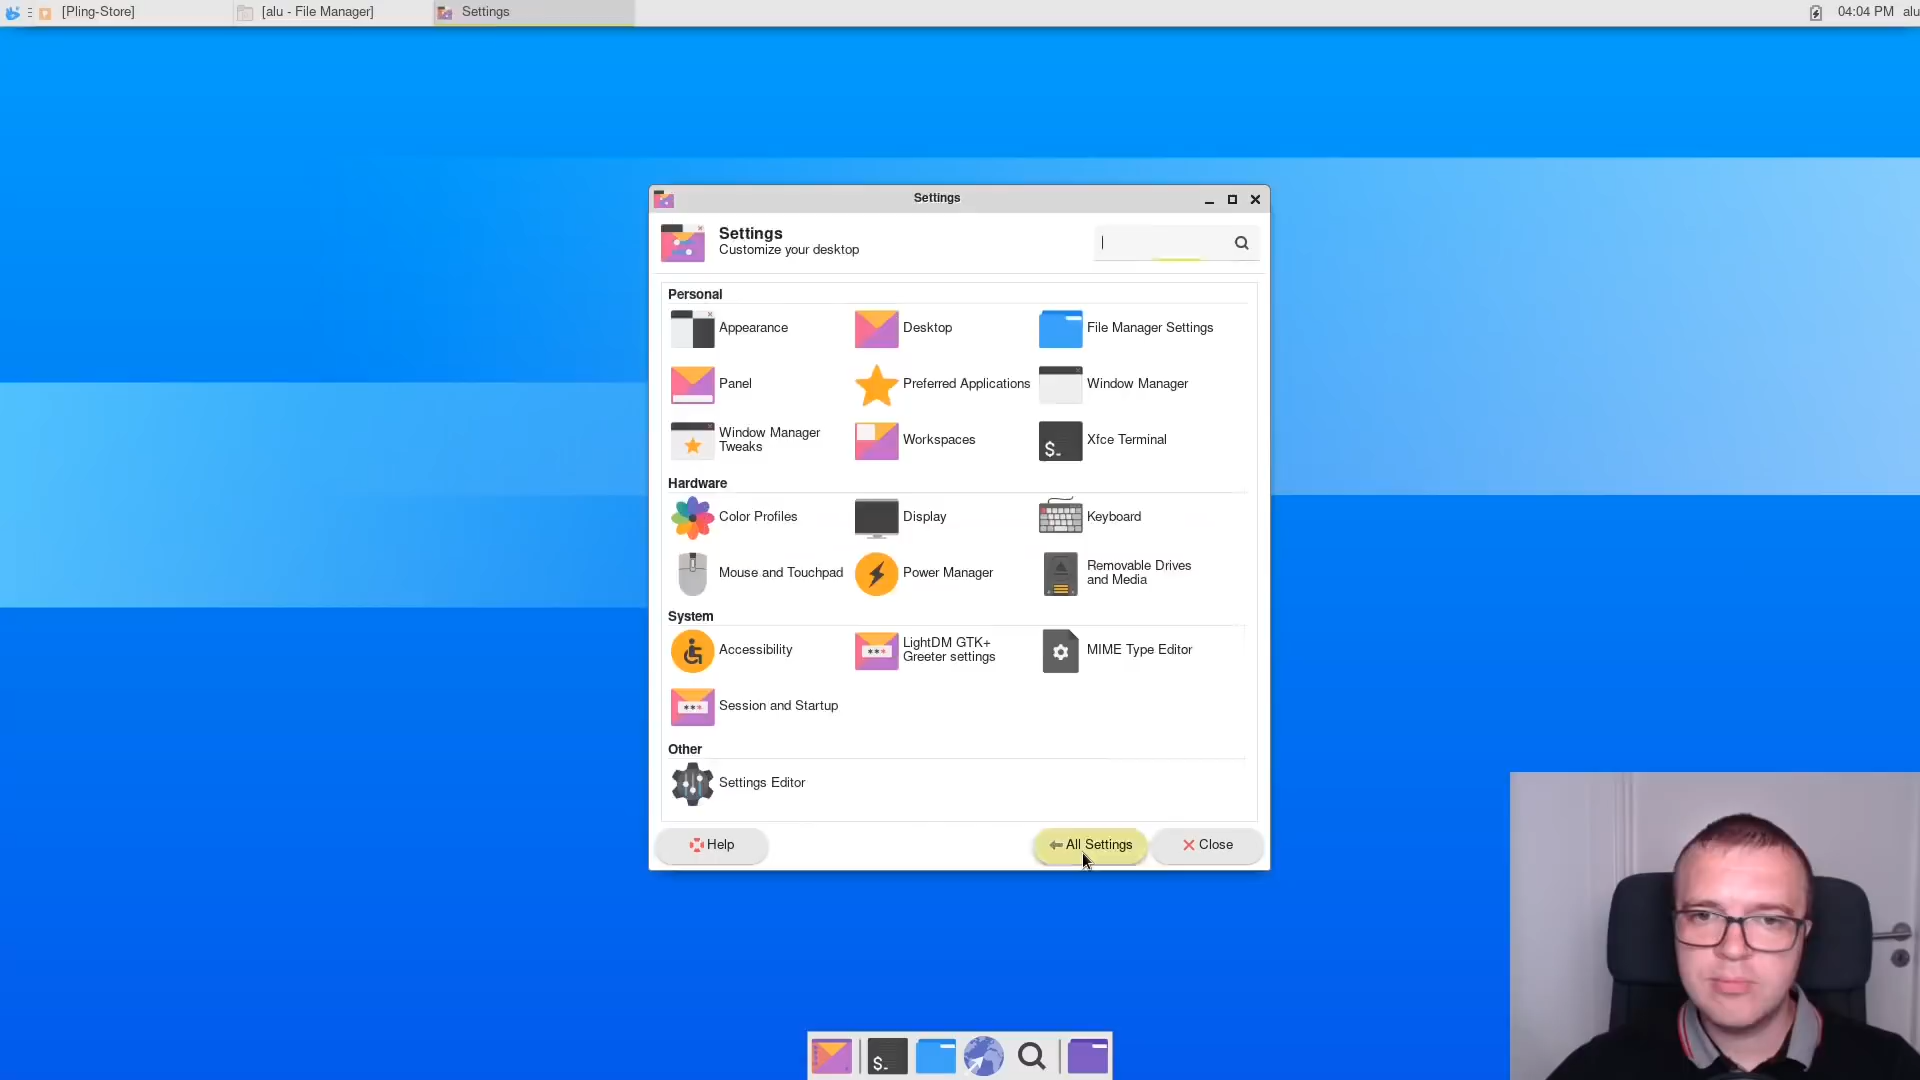 [Pling-Store]
[alu - File Manager]
Settings
04:04 PM
alu
Settings
Settings
Customize your desktop
Personal
Appearance
Desktop
File Manager Settings
Panel
Preferred Applications
Window Manager
Window Manager
Tweaks
Workspaces
Xfce Terminal
$_
Hardware
Color Profiles
Display
Keyboard
Mouse and Touchpad
Power Manager
Removable Drives
and Media
System
Accessibility
LightDM GTK+
Greeter settings
MIME Type Editor
Session and Startup
Other
Settings Editor
Help
All Settings
Close
$_